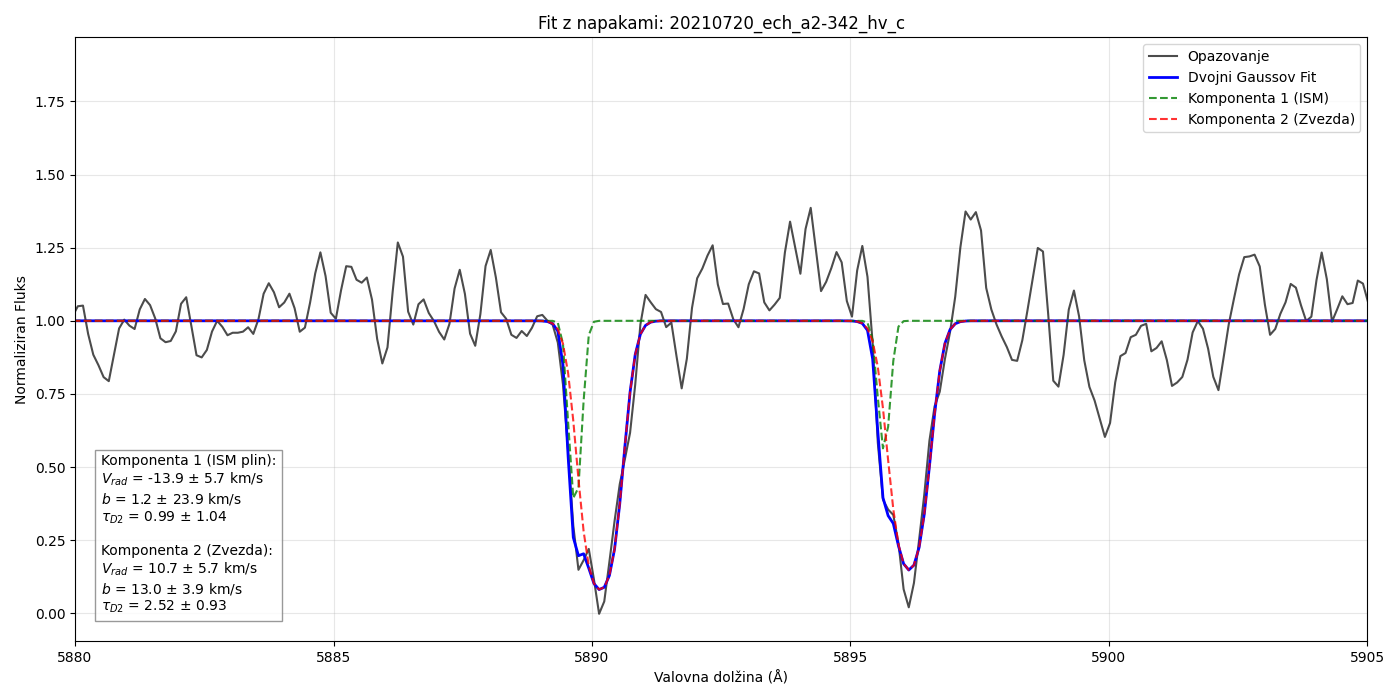 Fit z napakami: 20210720_ech_a2-342_hv_c
Opazovanje
Dvojni Gaussov Fit
Komponenta 1 (ISM)
Komponenta 2 (Zvezda)
Normaliziran Fluks
1.75
1.50
1.25
1.00
0.75
0.50
0.25
0.00
Komponenta 1 (ISM plin):
V_rad = -13.9 ± 5.7 km/s
b = 1.2 ± 23.9 km/s
τ_D2 = 0.99 ± 1.04
Komponenta 2 (Zvezda):
V_rad = 10.7 ± 5.7 km/s
b = 13.0 ± 3.9 km/s
τ_D2 = 2.52 ± 0.93
5880 5885 5890 5895 5900 5905
Valovna dolžina (Å)